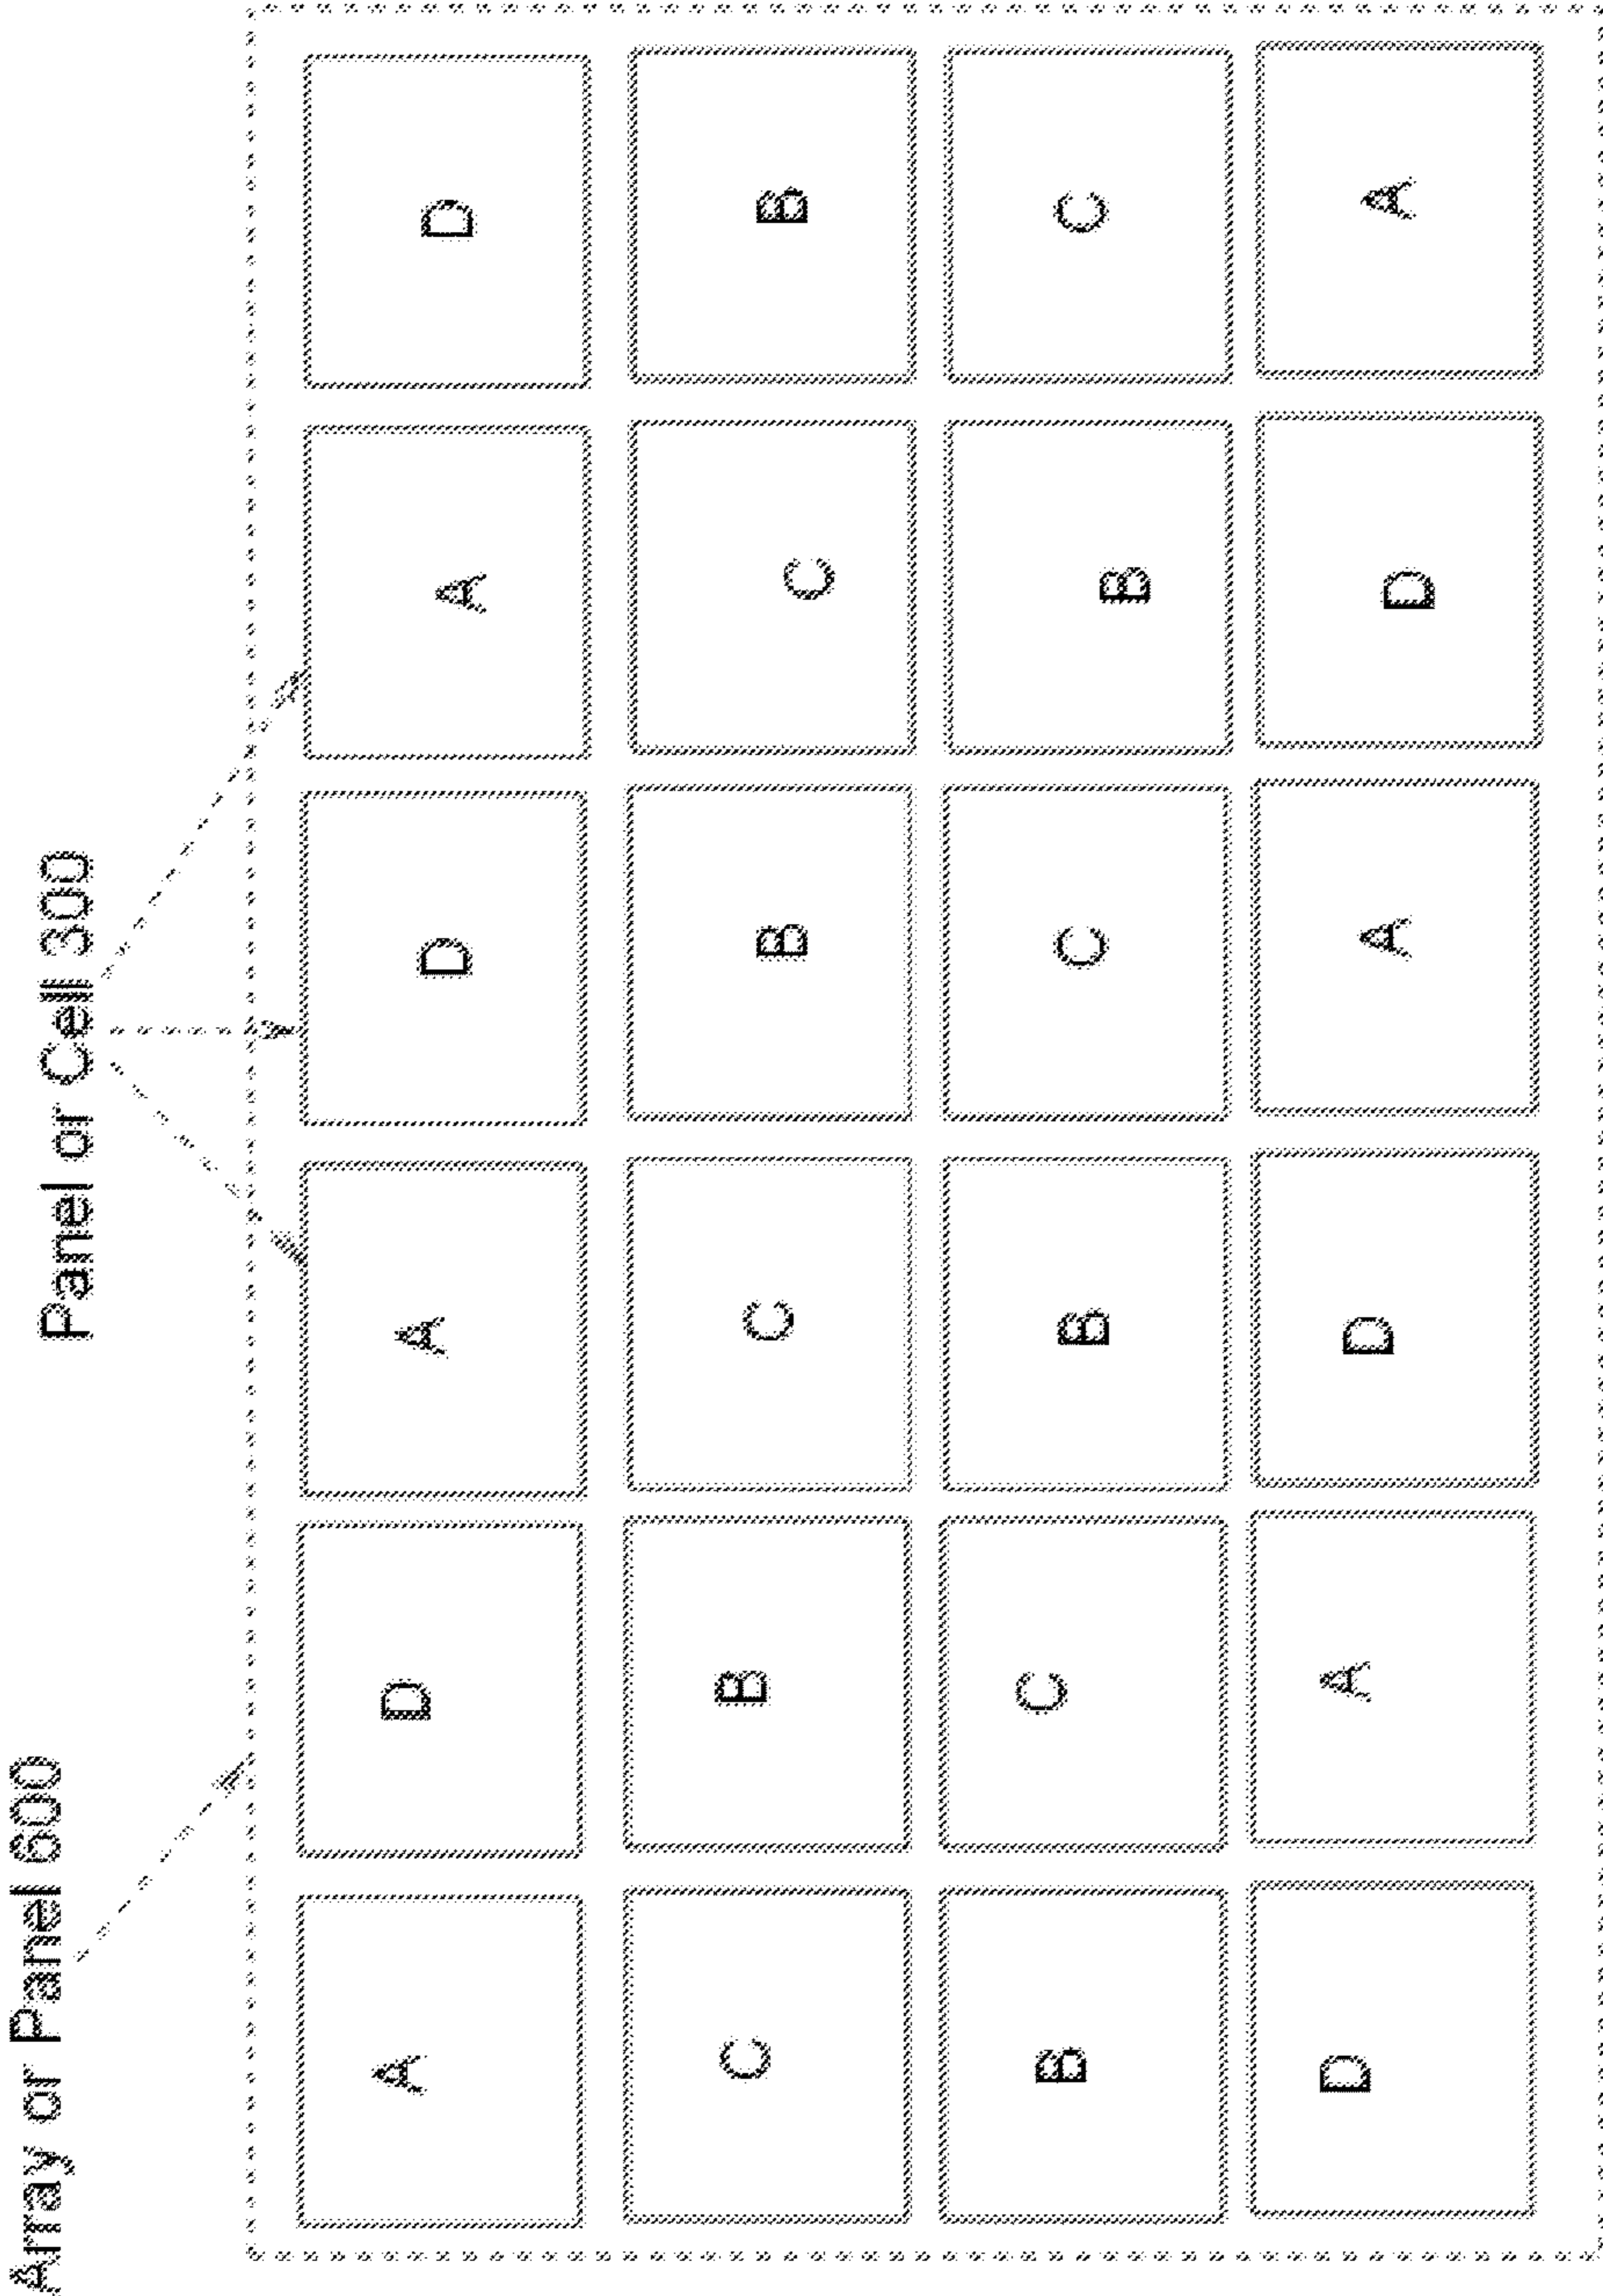 Array or Panel 600
Panel or Cell 300
A D A D A D
C B C B C B
B C B C B C
D A D A D A